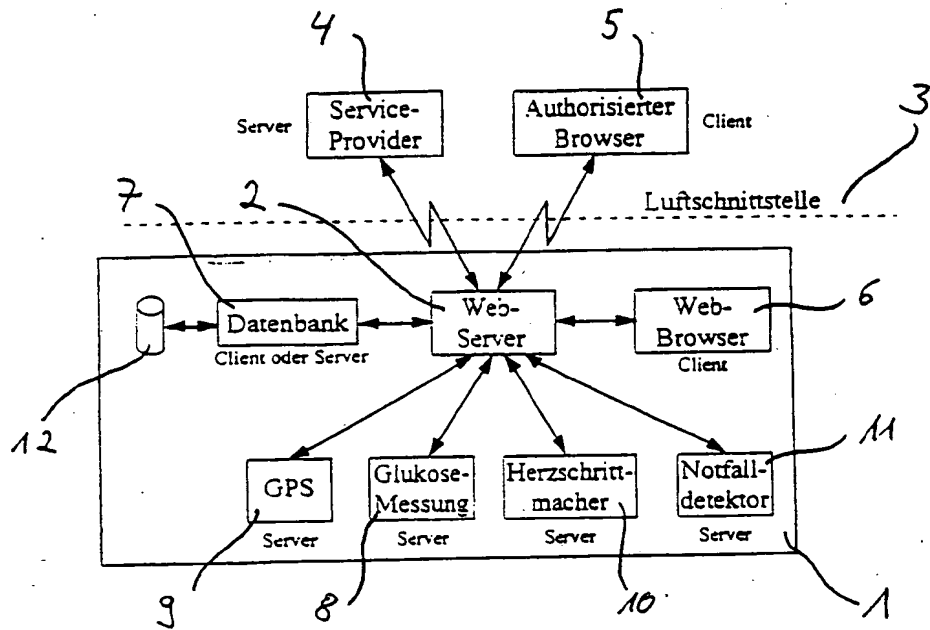 4
5
3
Server
Service-
Provider
Authorisierter
Browser
Client
7
2
Luftschnittstelle
6
Datenbank
Client oder Server
Web-
Server
Web-
Browser
Client
12
11
GPS
Server
Glukose-
Messung
Server
Herzschritt-
macher
Server
Notfall-
detektor
Server
9
8
10
1